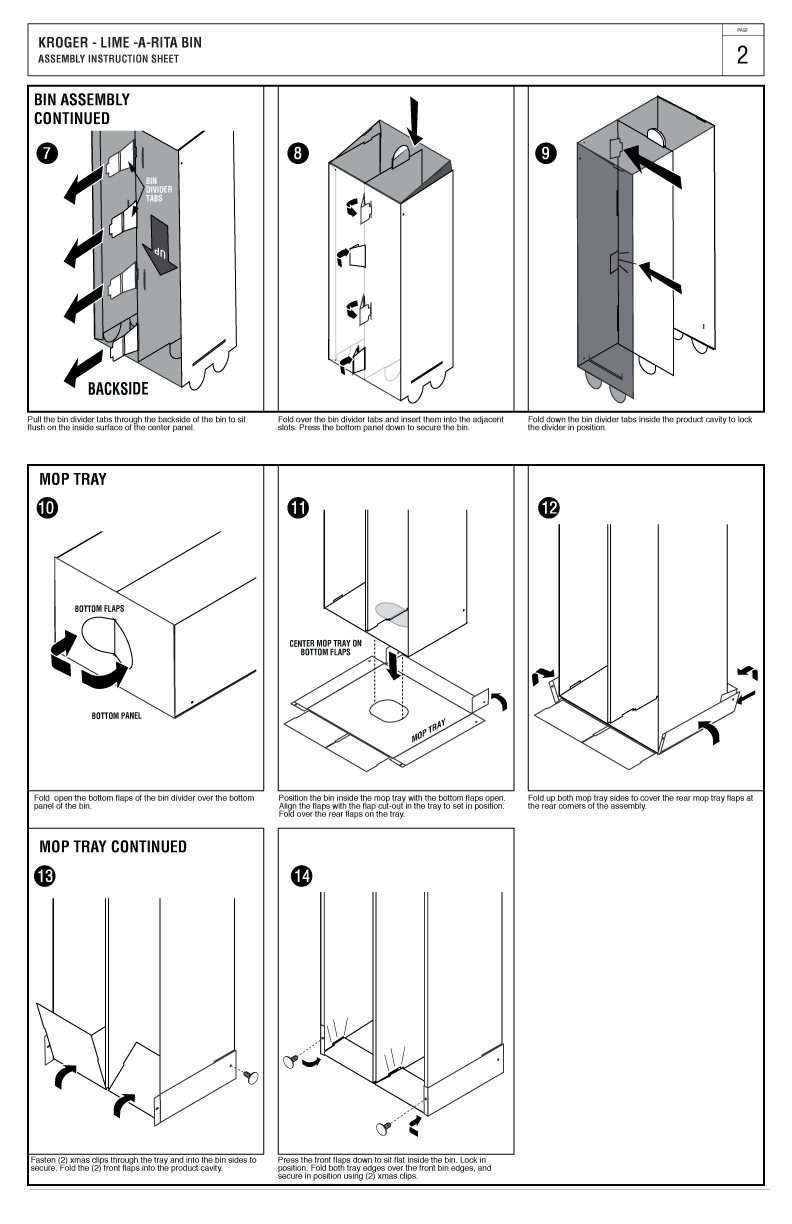 KROGER - LIME -A-RITA BIN
ASSEMBLY INSTRUCTION SHEET
PAGE
2
BIN ASSEMBLY
CONTINUED
7
BIN
DIVIDER
TABS
UP
BACKSIDE
Pull the bin divider tabs through the backside of the bin to sit
flush on the inside surface of the center panel.
8
Fold over the bin divider tabs and insert them into the adjacent
slots. Press the bottom panel down to secure the bin.
9
Fold down the bin divider tabs inside the product cavity to lock
the divider in position.
MOP TRAY
10
BOTTOM FLAPS
BOTTOM PANEL
Fold open the bottom flaps of the bin divider over the bottom
panel of the bin.
11
CENTER MOP TRAY ON
BOTTOM FLAPS
MOP TRAY
Position the bin inside the mop tray with the bottom flaps open.
Align the flaps with the flap cut-out in the tray to set in position.
Fold over the rear flaps on the tray.
12
Fold up both mop tray sides to cover the rear mop tray flaps at
the rear corners of the assembly.
MOP TRAY CONTINUED
13
Fasten (2) xmas clips through the tray and into the bin sides to
secure. Fold the (2) front flaps into the product cavity.
14
Press the front flaps down to sit flat inside the bin. Lock in
position. Fold both tray edges over the front bin edges, and
secure in position using (2) xmas clips.